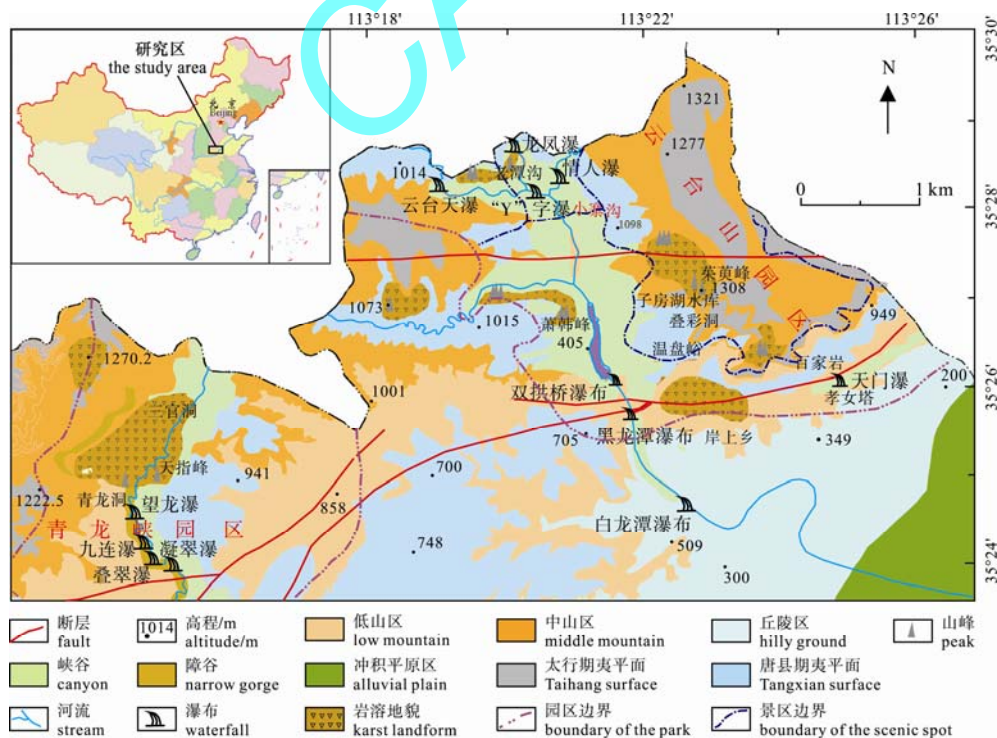 113°18′
113°22′
113°26′
35°30′
35°28′
35°26′
35°24′
CA
研究区
the study area
北京
Beijing
N
0 1 km
1321
1277
云台山园区
龙凤瀑
老潭沟
情人瀑
1014
云台天瀑
“Y”字瀑
小寨沟
1098
茱萸峰
1308
子房湖水库
叠彩洞
1073
1015
萧韩峰
405
温盘峪
949
百家岩
天门瀑
200
孝女塔
双拱桥瀑布
1270.2
1001
黑龙潭瀑布
岸上乡
705
349
三官洞
天指峰
941
700
858
1222.5
青龙洞
望龙瀑
青龙峡园区
白龙潭瀑布
九连瀑
凝翠瀑
叠翠瀑
748
509
300
断层
fault
1014
高程/m
altitude/m
低山区
low mountain
中山区
middle mountain
丘陵区
hilly ground
山峰
peak
峡谷
canyon
障谷
narrow gorge
冲积平原区
alluvial plain
太行期夷平面
Taihang surface
唐县期夷平面
Tangxian surface
河流
stream
瀑布
waterfall
岩溶地貌
karst landform
园区边界
boundary of the park
景区边界
boundary of the scenic spot